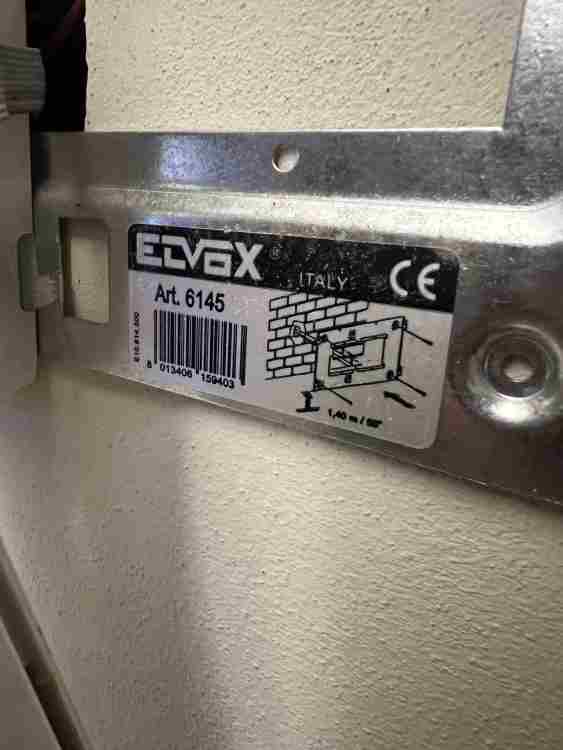 ELVOX ® ITALY CE
Art. 6145
8 013406 159403
1,40 m / 55"